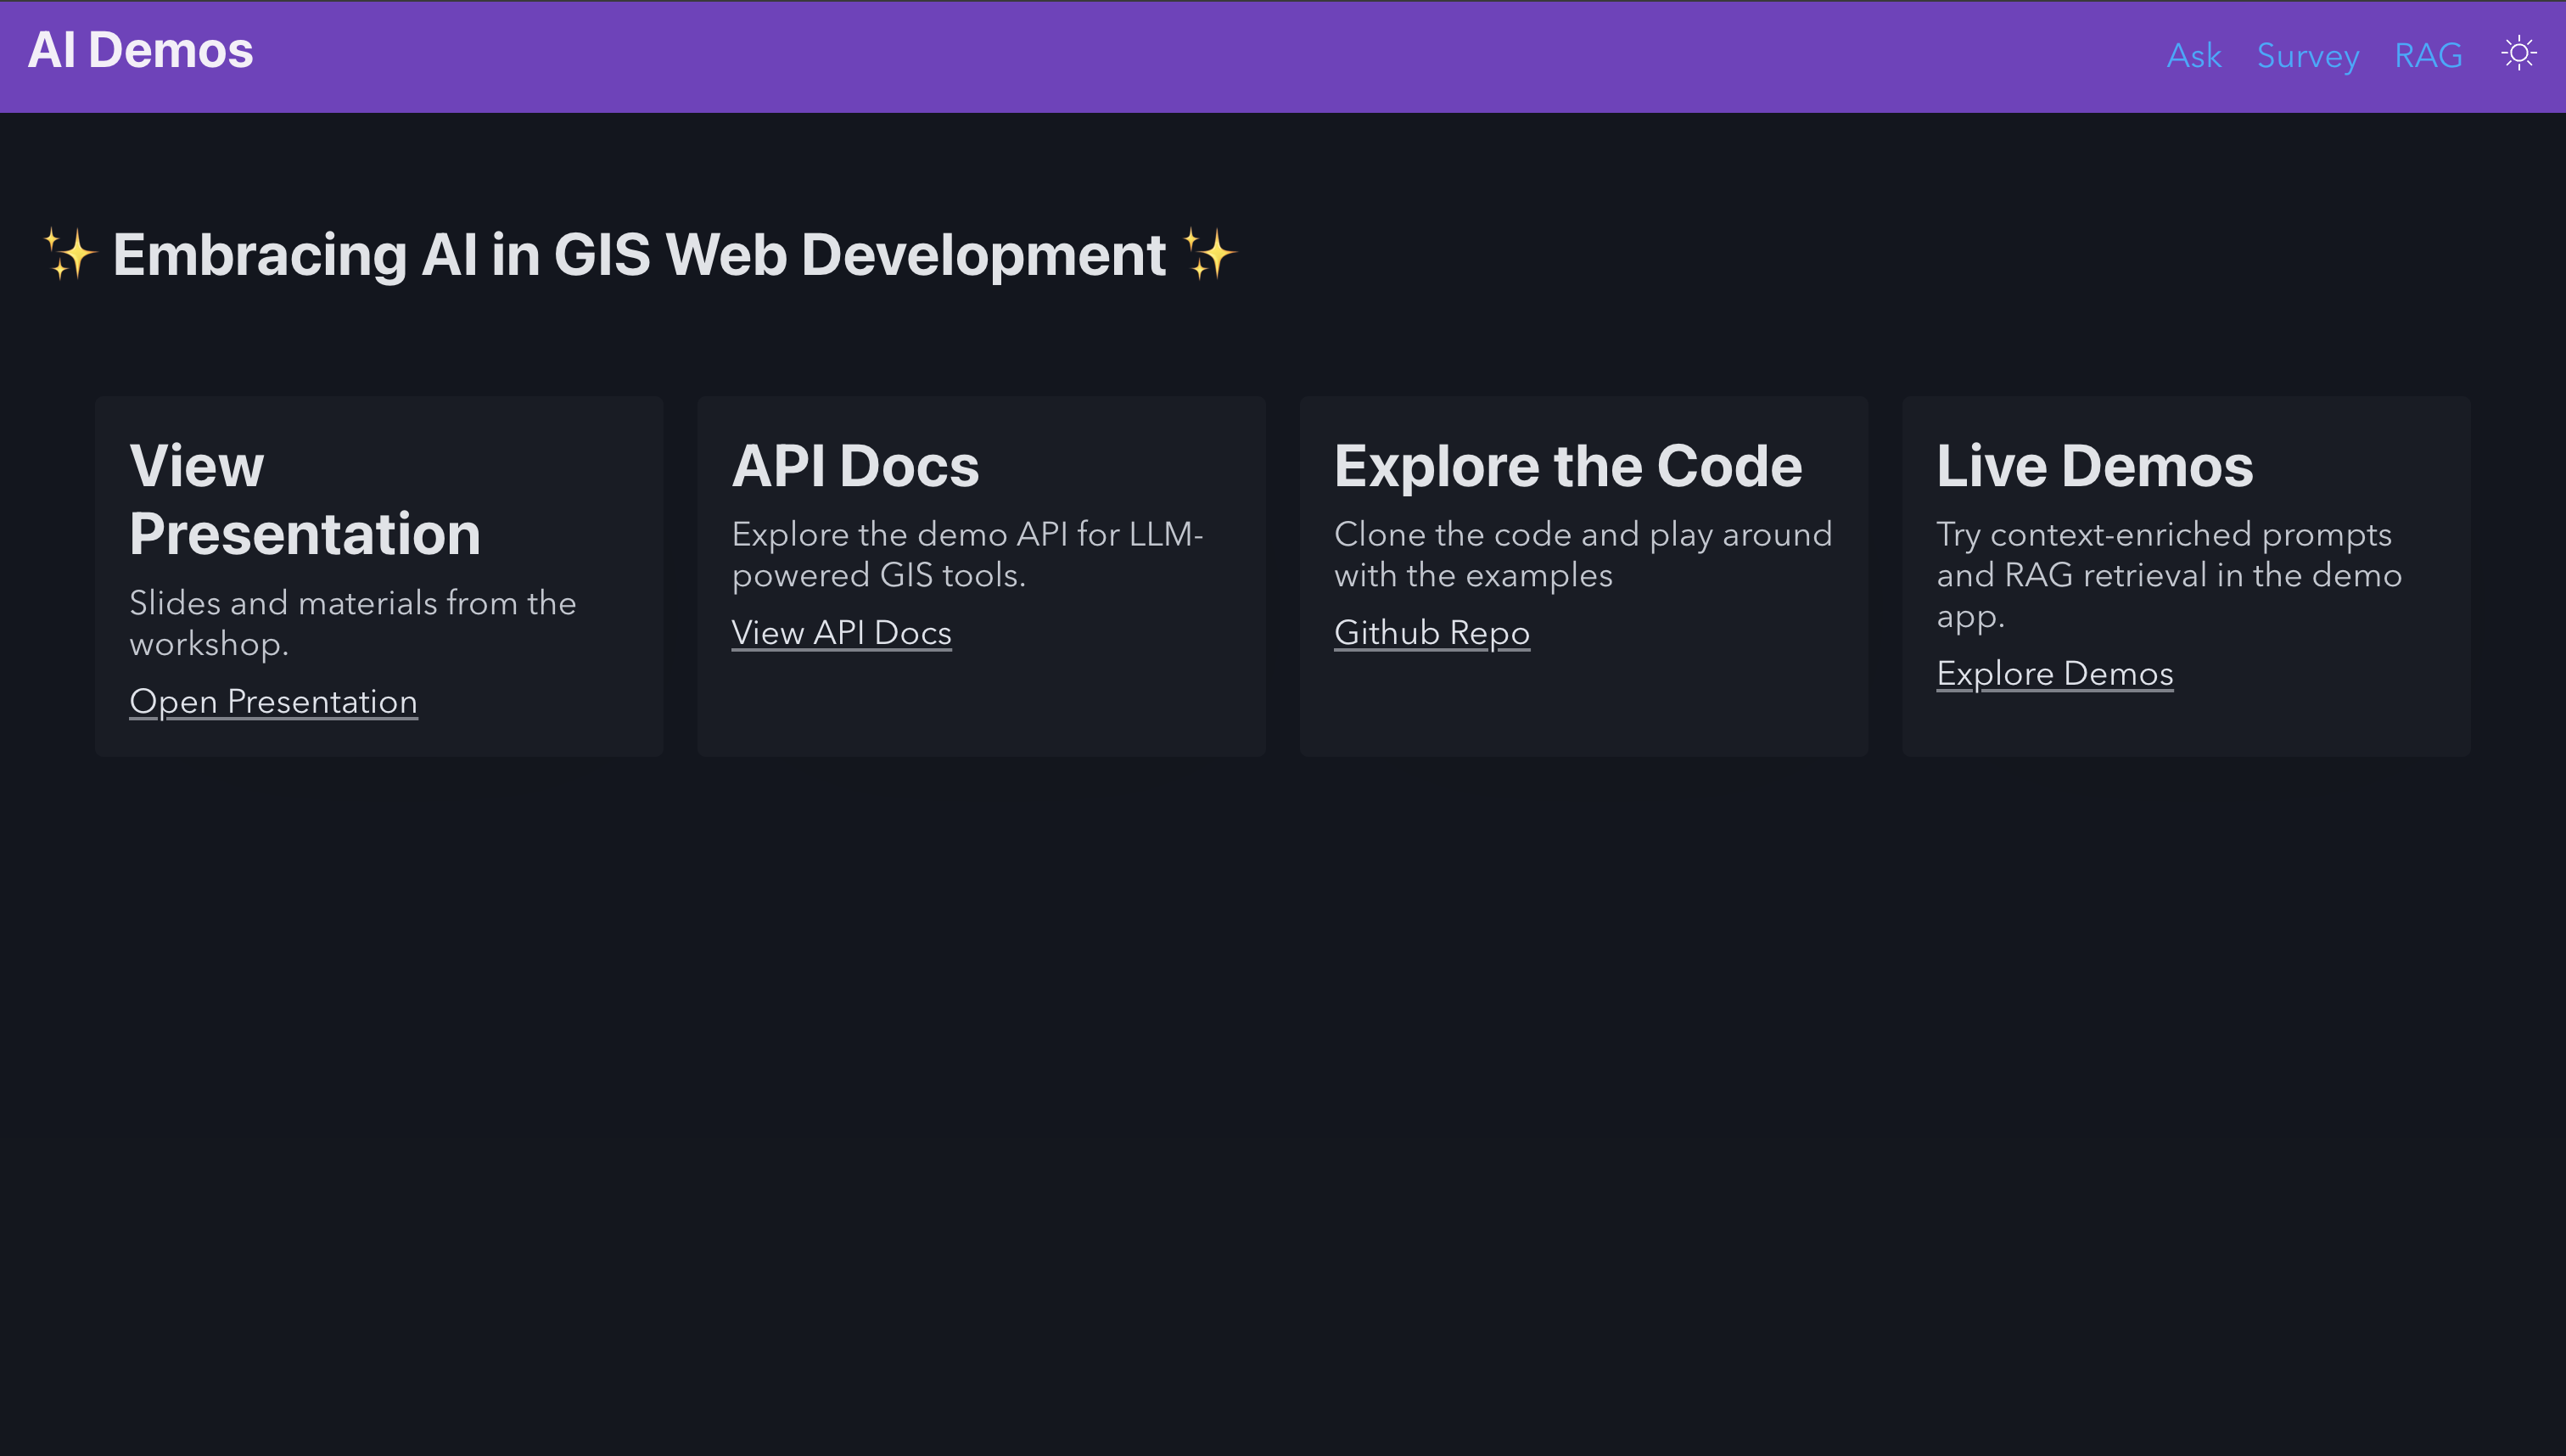 AI Demos
Ask Survey RAG
✨ Embracing AI in GIS Web Development ✨
View
Presentation
Slides and materials from the
workshop.
Open Presentation
API Docs
Explore the demo API for LLM-
powered GIS tools.
View API Docs
Explore the Code
Clone the code and play around
with the examples
Github Repo
Live Demos
Try context-enriched prompts
and RAG retrieval in the demo
app.
Explore Demos